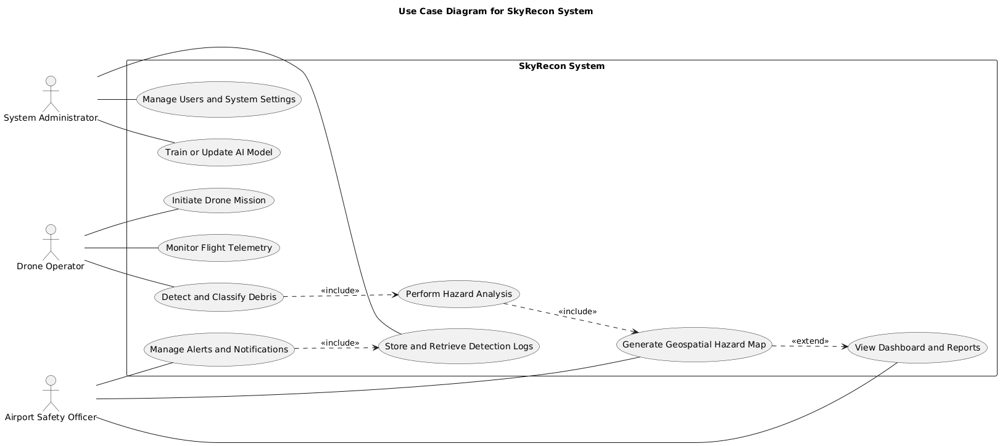 Use Case Diagram for SkyRecon System
SkyRecon System
System Administrator
Manage Users and System Settings
Train or Update AI Model
Initiate Drone Mission
Drone Operator
Monitor Flight Telemetry
Detect and Classify Debris
«include»
Perform Hazard Analysis
«include»
Manage Alerts and Notifications
«include»
Store and Retrieve Detection Logs
Generate Geospatial Hazard Map
«extend»
View Dashboard and Reports
Airport Safety Officer